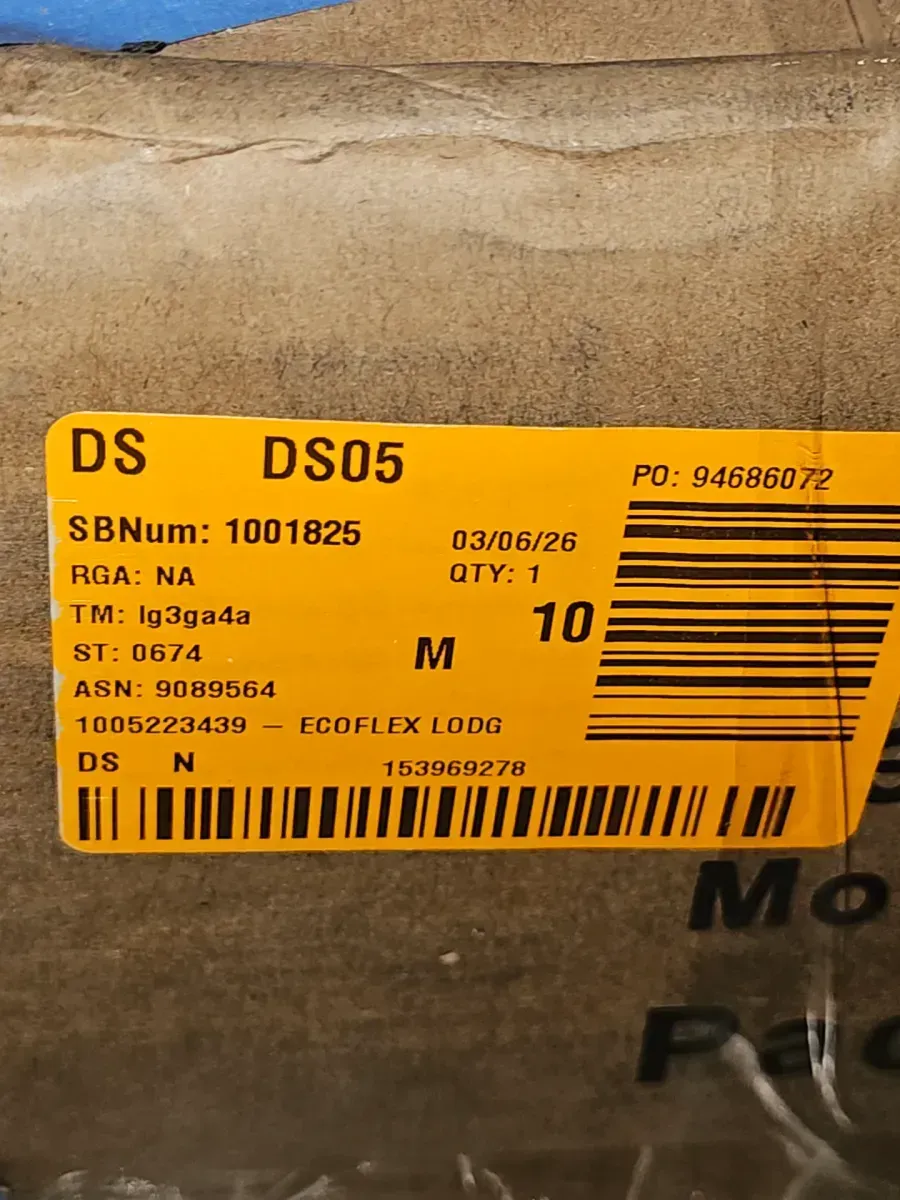 DS DS05
PO: 94686072
SBNum: 1001825 03/06/26
RGA: NA QTY: 1
TM: lg3ga4a 10
ST: 0674 M
ASN: 9089564
1005223439 – ECOFLEX LODG
DS N 153969278
Mo
Pac